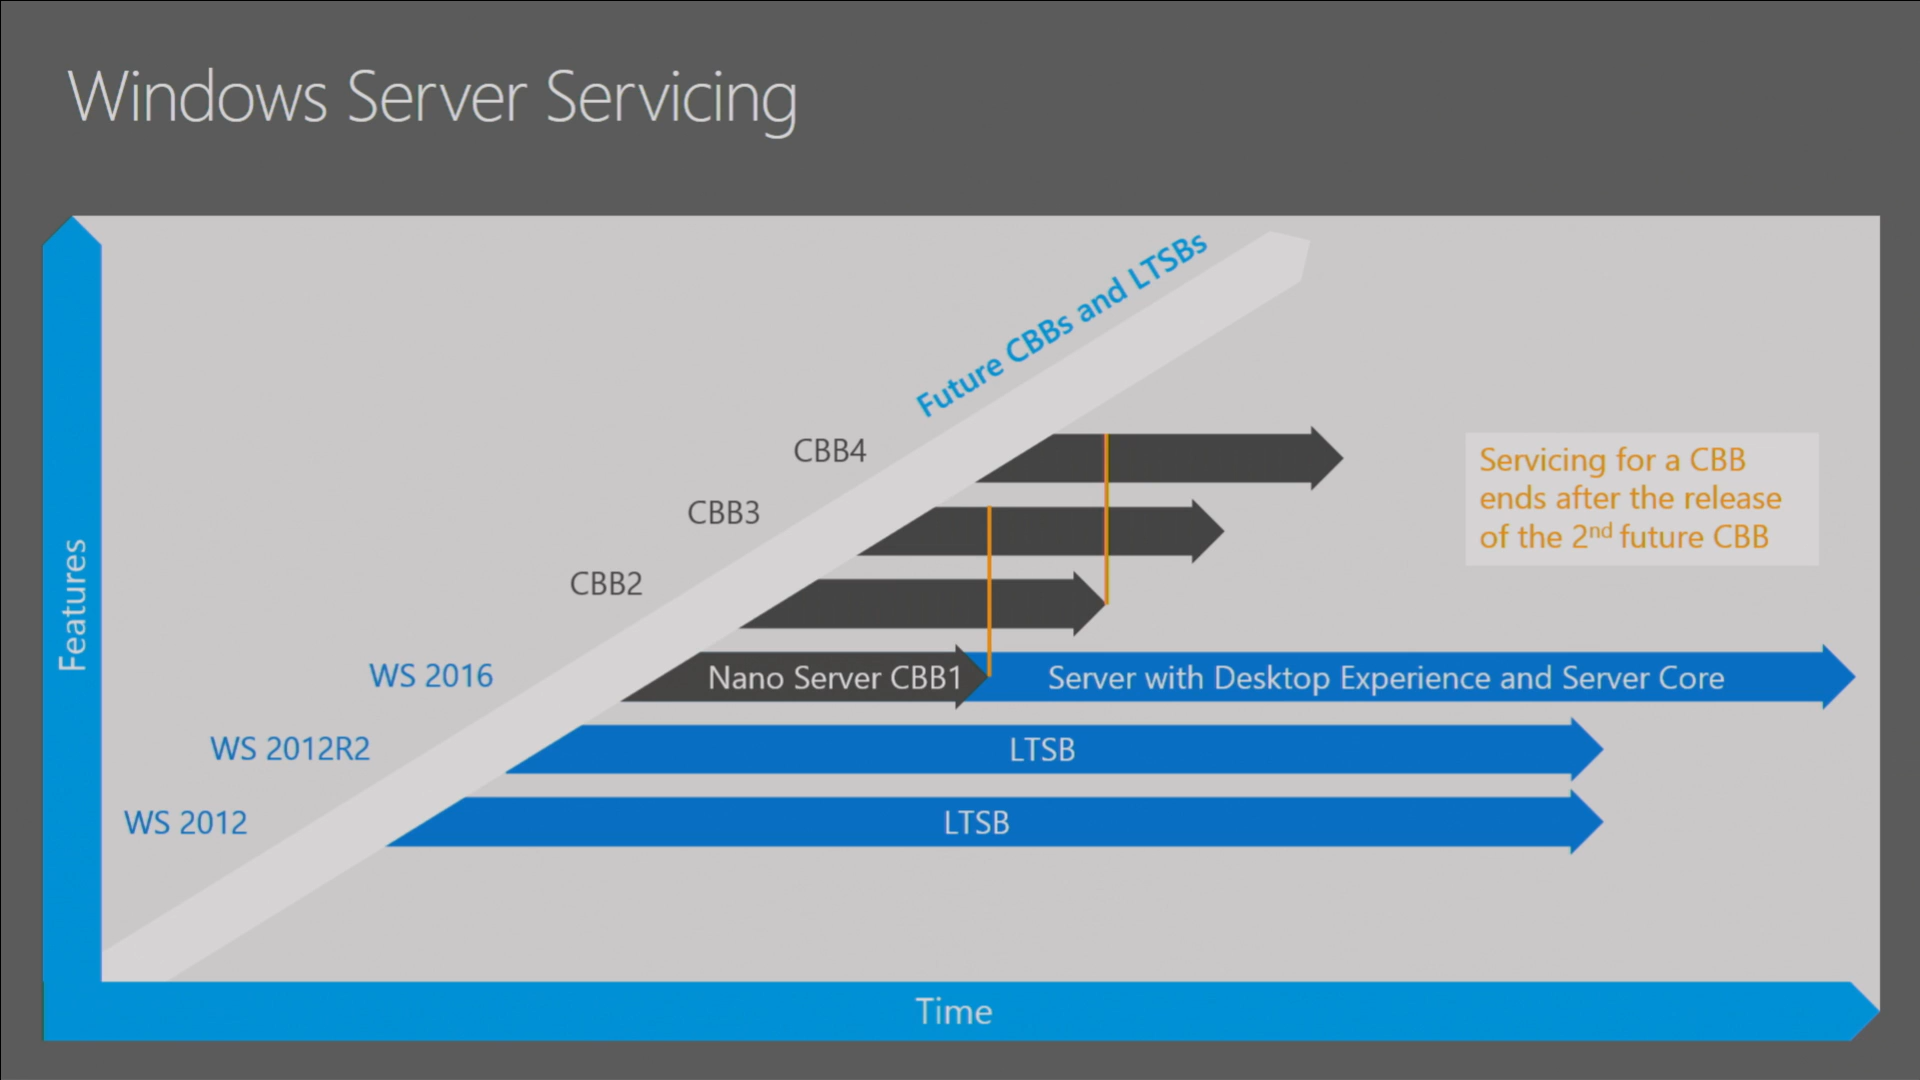 Windows Server Servicing
Features
Future CBBs and LTSBs
CBB4
Servicing for a CBB
ends after the release
of the 2nd future CBB
CBB3
CBB2
WS 2016
Nano Server CBB1
Server with Desktop Experience and Server Core
WS 2012R2
LTSB
WS 2012
LTSB
Time